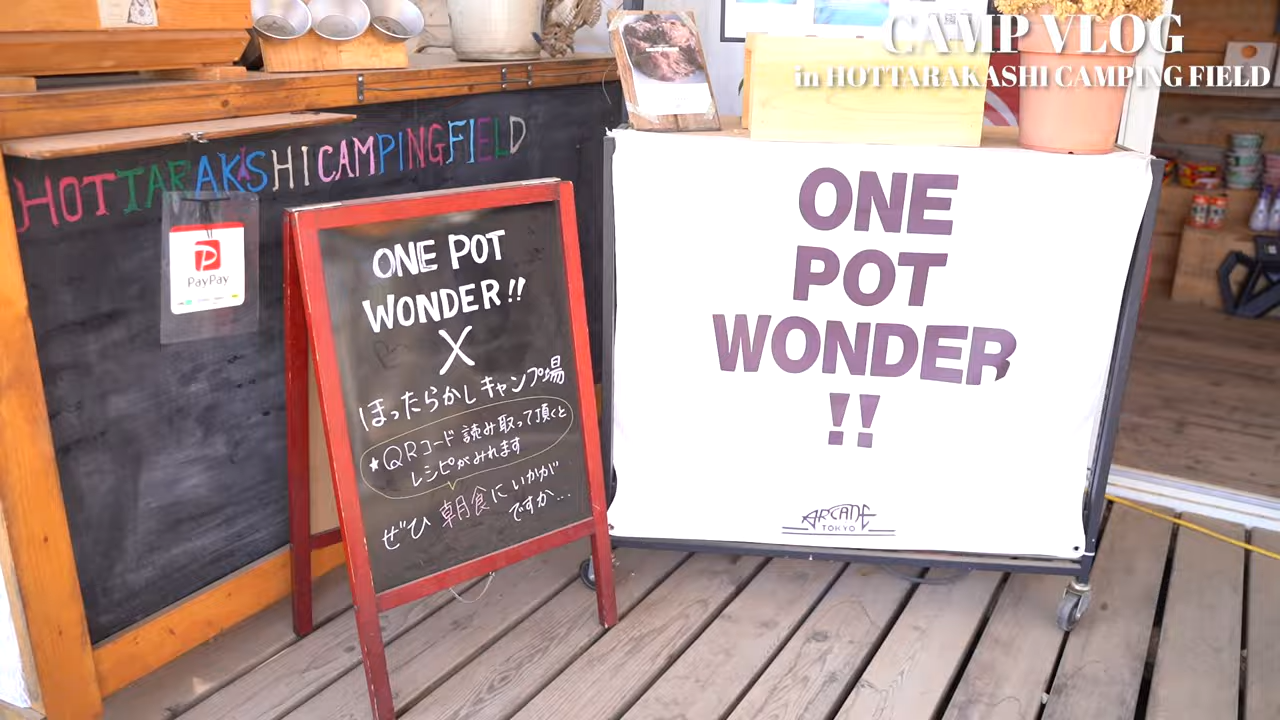 CAMP VLOG
in HOTTARAKASHI CAMPING FIELD
HOTTARAKASHI CAMPING FIELD
PayPay
ONE POT
WONDER!!
X
ほったらかしキャンプ場
★QRコード読み取って頂くと
レシピがみれます
ぜひ 朝食に いかが
ですか...
ONE
POT
WONDER
!!
ARCANE
TOKYO